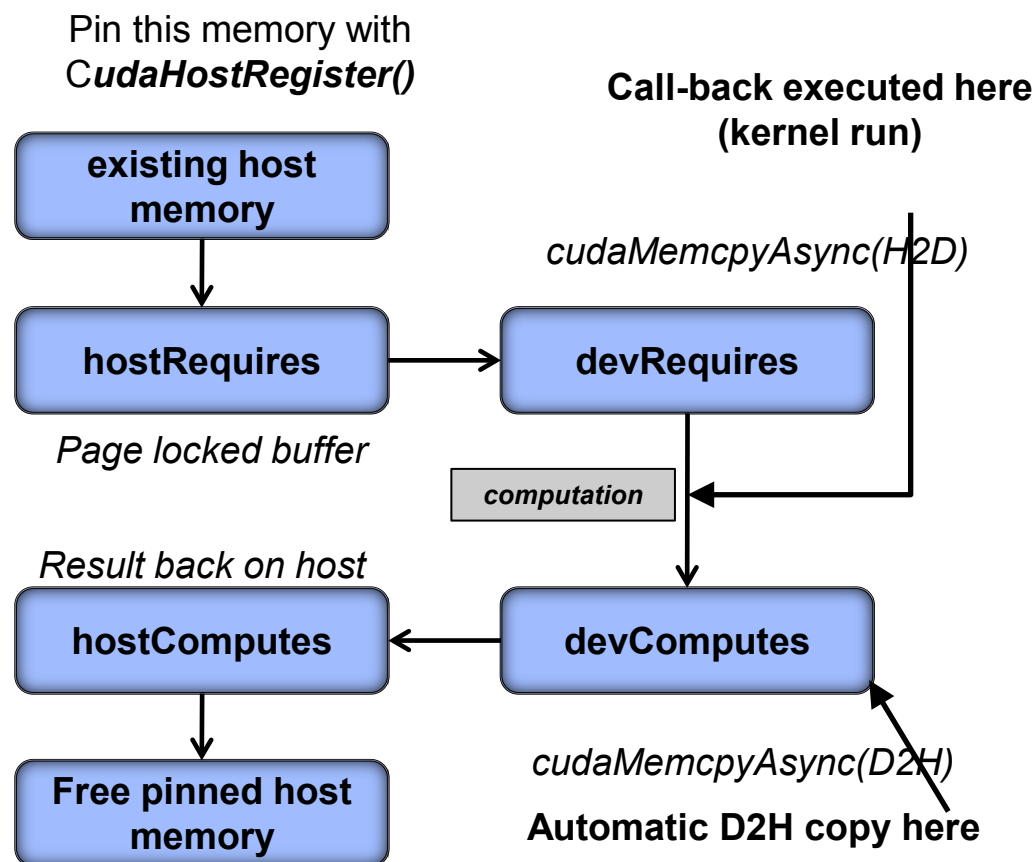 Pin this memory with
CudaHostRegister()
Call-back executed here
(kernel run)
existing host
memory
cudaMemcpyAsync(H2D)
hostRequires
devRequires
Page locked buffer
computation
Result back on host
hostComputes
devComputes
cudaMemcpyAsync(D2H)
Free pinned host
memory
Automatic D2H copy here